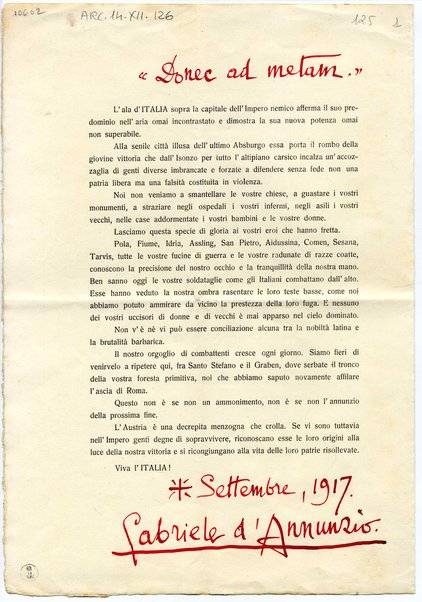 10602
ARC. 14-XII. 126
125 1
“Donec ad metam.”
L'ala d'ITALIA sopra la capitale dell'Impero nemico afferma il suo pre-
dominio nell'aria omai incontrastato e dimostra la sua nuova potenza omai
non superabile.
Alla senile città illusa dell'ultimo Absburgo essa porta il rombo della
giovine vittoria che dall'Isonzo per tutto l'altipiano carsico incalza un'accoz-
zaglia di genti diverse imbrancate e forzate a difendere senza fede non una
patria libera ma una falsità costituita in violenza.
Noi non veniamo a smantellare le vostre chiese, a guastare i vostri
monumenti, a straziare negli ospedali i vostri infermi, negli asili i vostri
vecchi, nelle case addormentate i vostri bambini e le vostre donne.
Lasciamo questa specie di gloria ai vostri eroi che hanno fretta.
Pola, Fiume, Idria, Assling, San Pietro, Aidussina, Comen, Sesana,
Tarvis, tutte le vostre fucine di guerra e le vostre radunate di razze coatte,
conoscono la precisione del nostro occhio e la tranquillità della nostra mano.
Ben sanno oggi le vostre soldataglie come gli Italiani combattano dall'alto.
Esse hanno veduto la nostra ombra rasentare le loro teste basse, come noi
abbiamo potuto ammirare da vicino la prestezza della loro fuga. E nessuno
dei vostri uccisori di donne e di vecchi è mai apparso nel cielo dominato.
Non v'è nè vi può essere conciliazione alcuna tra la nobiltà latina e
la brutalità barbarica.
Il nostro orgoglio di combattenti cresce ogni giorno. Siamo fieri di
venirvelo a ripetere qui, fra Santo Stefano e il Graben, dove serbate il tronco
della vostra foresta primitiva, noi che abbiamo saputo novamente affilare
l'ascia di Roma.
Questo non è se non un ammonimento, non è se non l'annunzio
della prossima fine.
L'Austria è una decrepita menzogna che crolla. Se vi sono tuttavia
nell'Impero genti degne di sopravvivere, riconoscano esse le loro origini alla
luce della nostra vittoria e si ricongiungano alla vita delle loro patrie risollevate.
Viva l'ITALIA!
Settembre, 1917.
Gabriele d'Annunzio.